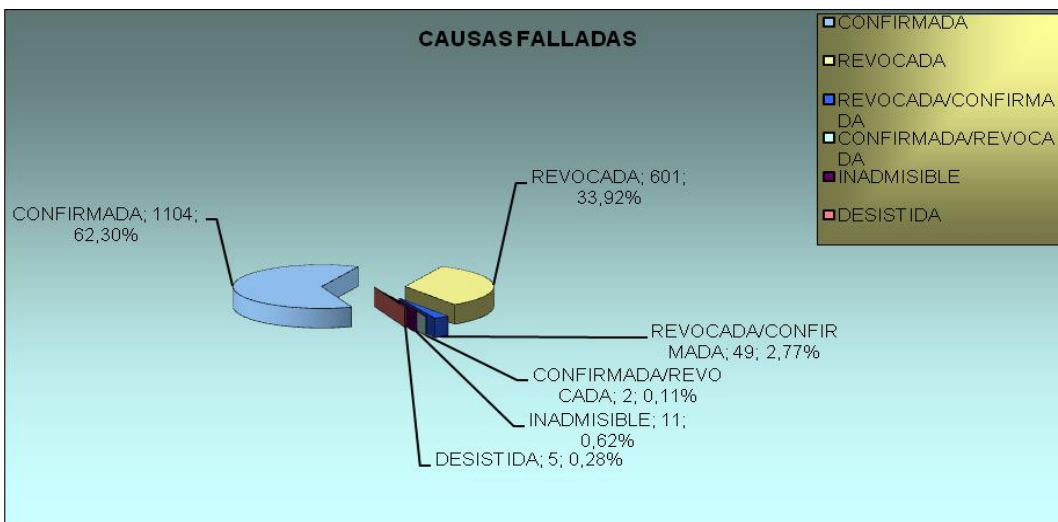 CAUSAS FALLADAS
CONFIRMADA
REVOCADA
REVOCADA/CONFIRMA
DA
CONFIRMADA/REVOCA
DA
INADMISIBLE
DESISTIDA
REVOCADA; 601;
33,92%
CONFIRMADA; 1104;
62,30%
REVOCADA/CONFIR
MADA; 49; 2,77%
CONFIRMADA/REVO
CADA; 2; 0,11%
INADMISIBLE; 11;
0,62%
DESISTIDA; 5; 0,28%